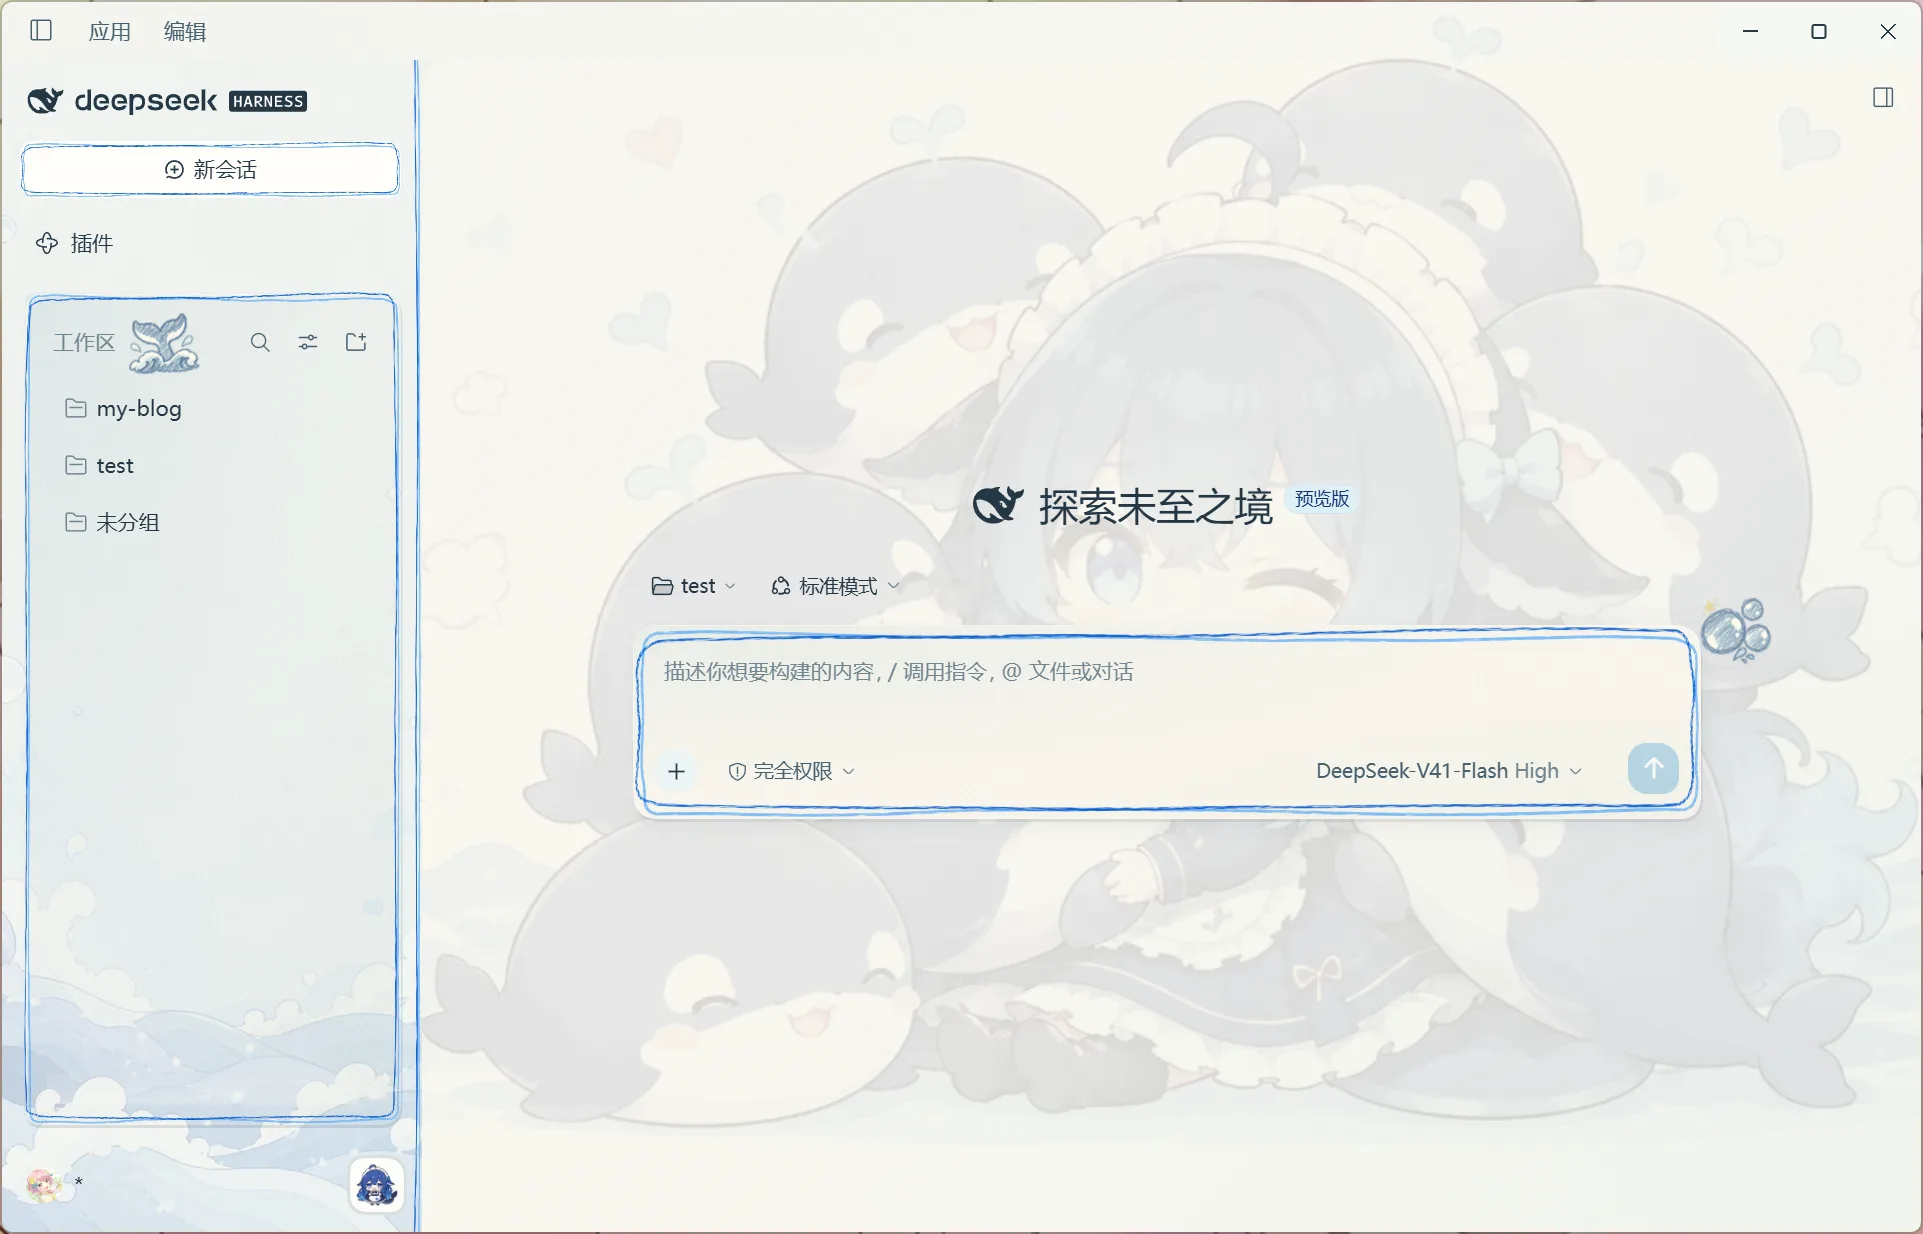 应用 编辑
deepseek HARNESS
新会话
插件
工作区
my-blog
test
未分组
*
探索未至之境 预览版
test 标准模式
描述你想要构建的内容, / 调用指令, @ 文件或对话
完全权限 DeepSeek-V41-Flash High